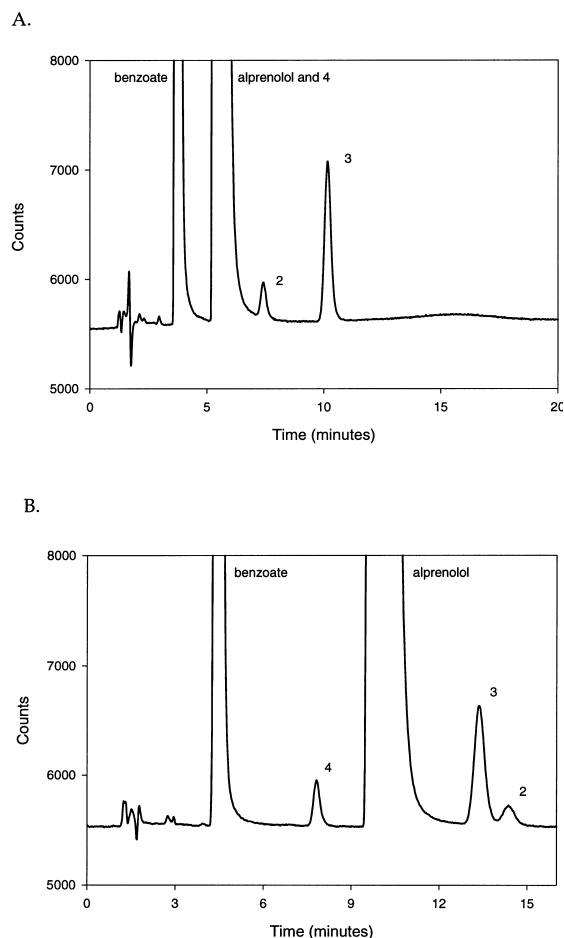 A.
8000
benzoate
alprenolol and 4
7000
3
Counts
6000
2
5000
0 5 10 15 20
Time (minutes)
B.
8000
benzoate
alprenolol
7000
3
Counts
6000
4
2
5000
0 3 6 9 12 15
Time (minutes)